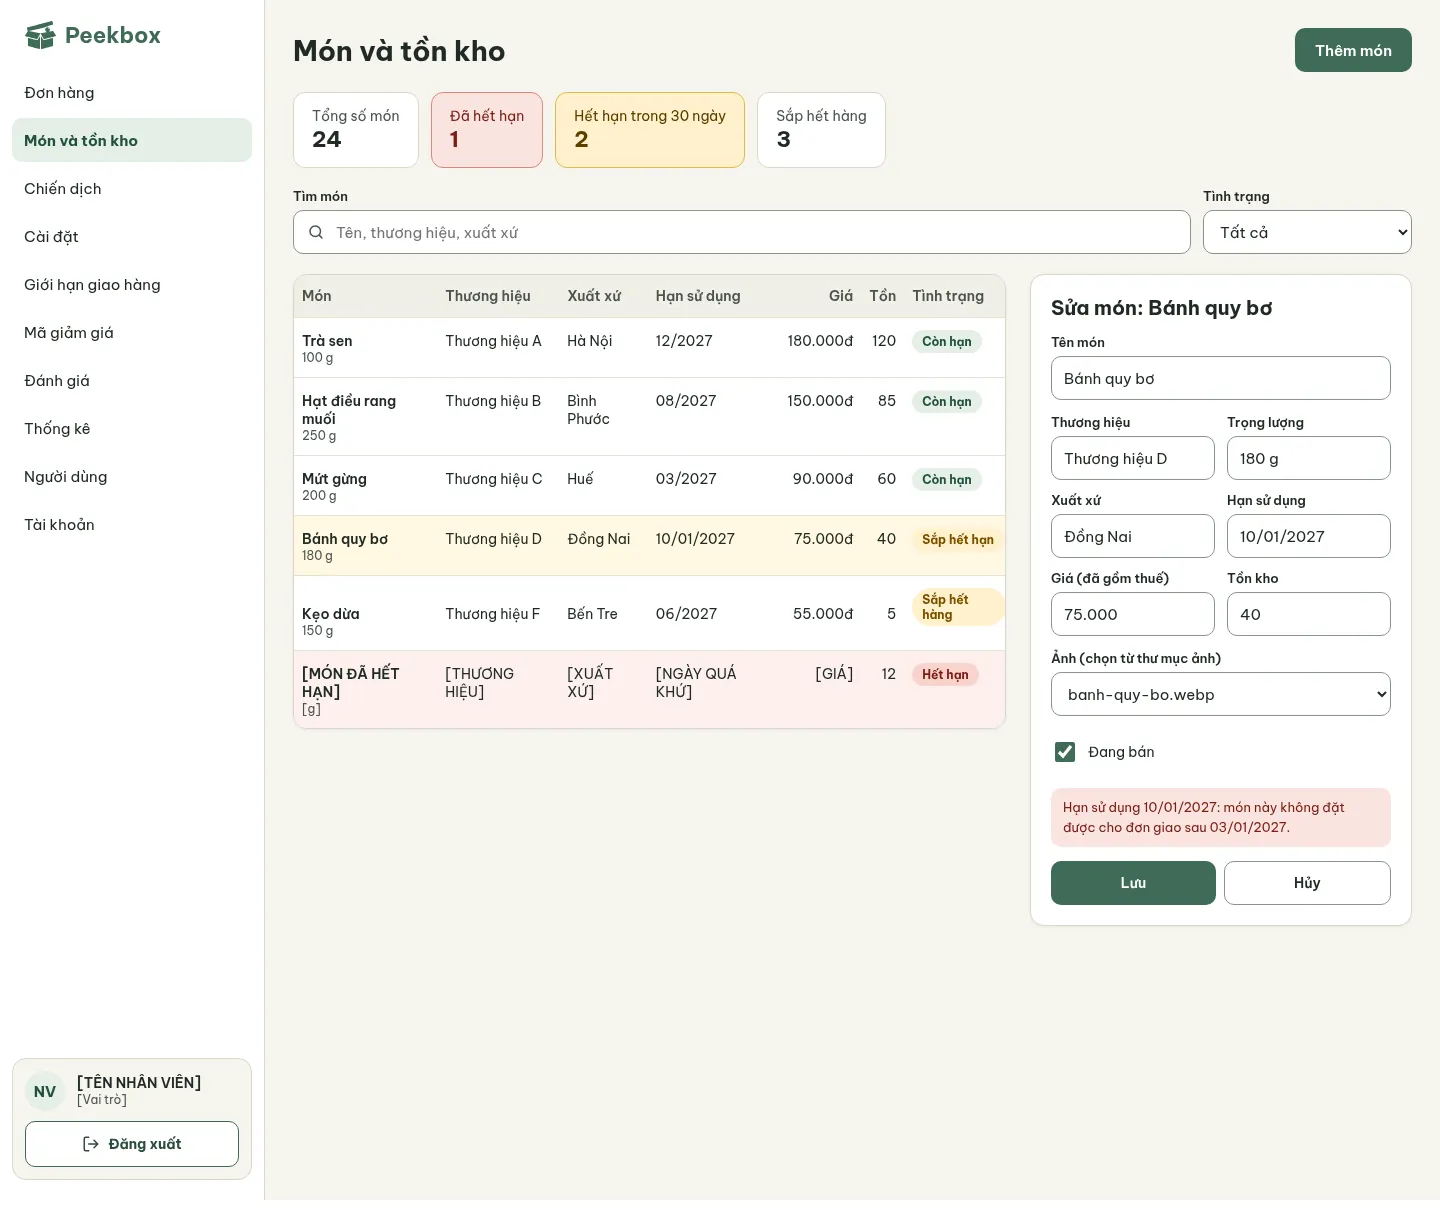 Peekbox
Đơn hàng
Món và tồn kho
Chiến dịch
Cài đặt
Giới hạn giao hàng
Mã giảm giá
Đánh giá
Thống kê
Người dùng
Tài khoản
NV
[TÊN NHÂN VIÊN]
[Vai trò]
Đăng xuất
Món và tồn kho
Thêm món
Tổng số món
24
Đã hết hạn
1
Hết hạn trong 30 ngày
2
Sắp hết hàng
3
Tìm món
Tên, thương hiệu, xuất xứ
Tình trạng
Tất cả
Món Thương hiệu Xuất xứ Hạn sử dụng Giá Tồn Tình trạng
Trà sen Thương hiệu A Hà Nội 12/2027 180.000đ 120 Còn hạn
100 g
Hạt điều rang Thương hiệu B Bình 08/2027 150.000đ 85 Còn hạn
muối Phước
250 g
Mứt gừng Thương hiệu C Huế 03/2027 90.000đ 60 Còn hạn
200 g
Bánh quy bơ Thương hiệu D Đồng Nai 10/01/2027 75.000đ 40 Sắp hết hạn
180 g
Sắp hết
hàng
Kẹo dừa Thương hiệu F Bến Tre 06/2027 55.000đ 5
150 g
[MÓN ĐÃ HẾT [THƯƠNG [XUẤT [NGÀY QUÁ [GIÁ] 12 Hết hạn
HẠN] HIỆU] XỨ] KHỨ]
[g]
Sửa món: Bánh quy bơ
Tên món
Bánh quy bơ
Thương hiệu Trọng lượng
Thương hiệu D 180 g
Xuất xứ Hạn sử dụng
Đồng Nai 10/01/2027
Giá (đã gồm thuế) Tồn kho
75.000 40
Ảnh (chọn từ thư mục ảnh)
banh-quy-bo.webp
Đang bán
Hạn sử dụng 10/01/2027: món này không đặt
được cho đơn giao sau 03/01/2027.
Lưu Hủy